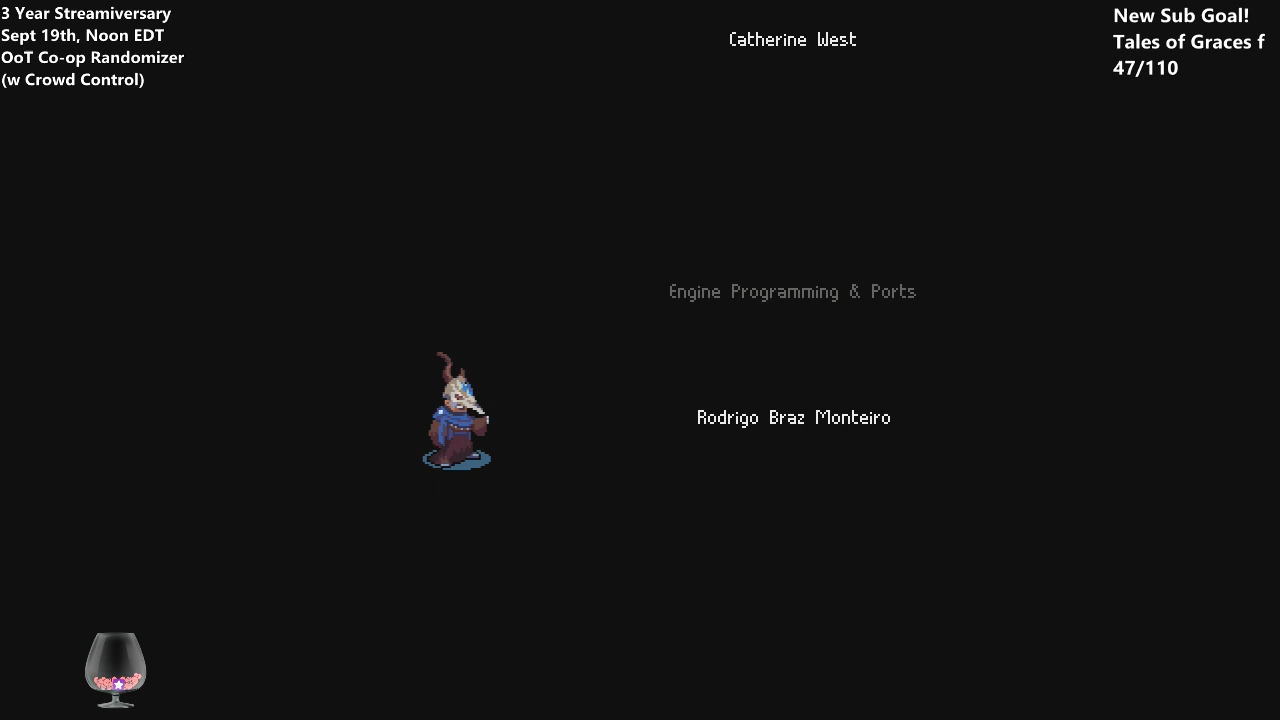 3 Year Streamiversary
Sept 19th, Noon EDT
OoT Co-op Randomizer
(w Crowd Control)
Catherine West
New Sub Goal!
Tales of Graces f
47/110
Engine Programming & Ports
Rodrigo Braz Monteiro